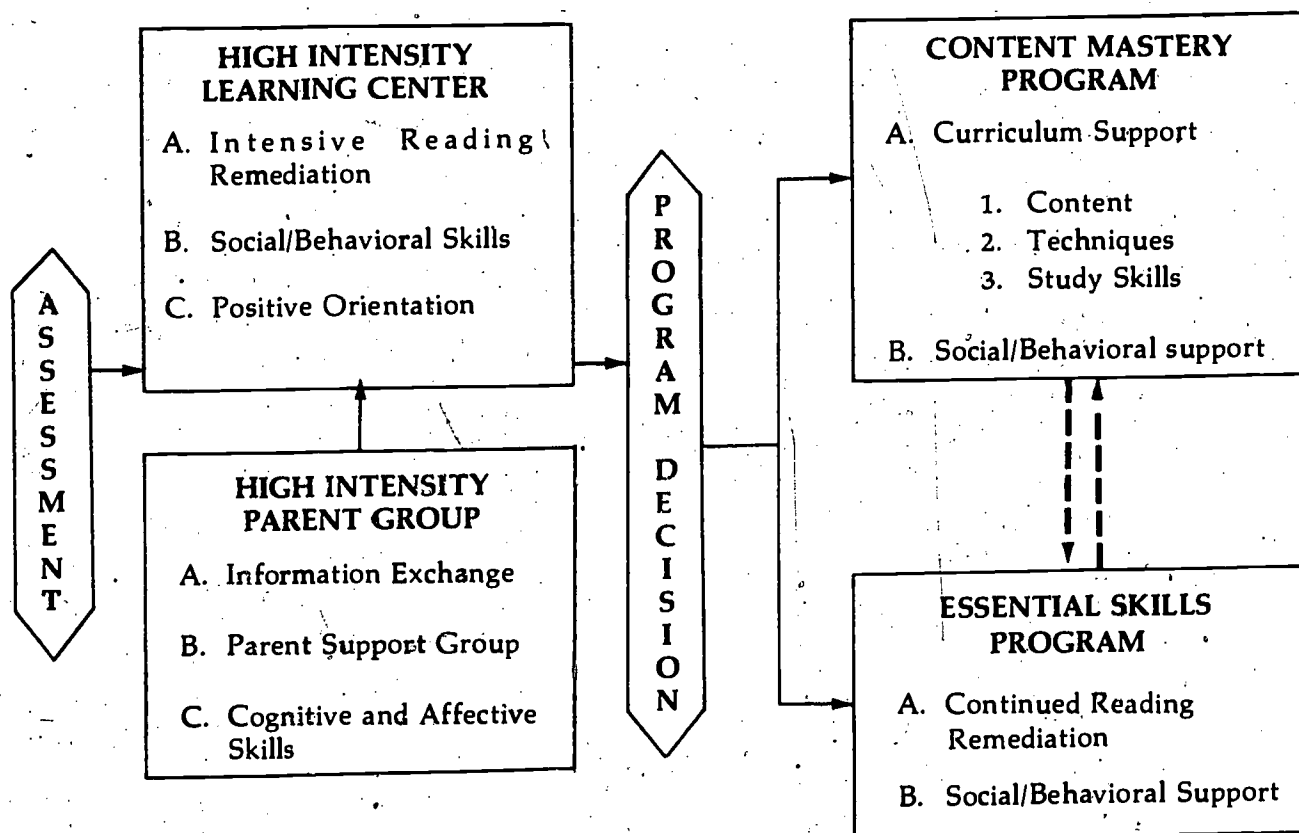 ASSESSMENT
HIGH INTENSITY
LEARNING CENTER
A. Intensive Reading
Remediation
B. Social/Behavioral Skills
C. Positive Orientation
HIGH INTENSITY
PARENT GROUP
A. Information Exchange
B. Parent Support Group
C. Cognitive and Affective
Skills
PROGRAM DECISION
CONTENT MASTERY
PROGRAM
A. Curriculum Support
1. Content
2. Techniques
3. Study Skills
B. Social/Behavioral support
ESSENTIAL SKILLS
PROGRAM
A. Continued Reading
Remediation
B. Social/Behavioral Support